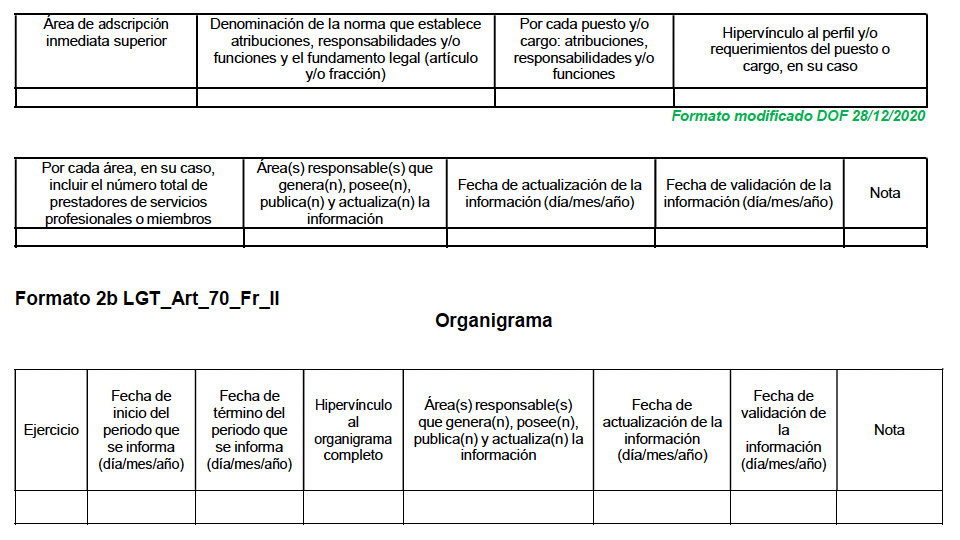 Área de adscripción
inmediata superior
Denominación de la norma que establece
atribuciones, responsabilidades y/o
funciones y el fundamento legal (artículo
y/o fracción)
Por cada puesto y/o
cargo: atribuciones,
responsabilidades y/o
funciones
Hipervínculo al perfil y/o
requerimientos del puesto o
cargo, en su caso
Formato modificado DOF 28/12/2020
Por cada área, en su caso,
incluir el número total de
prestadores de servicios
profesionales o miembros
Área(s) responsable(s) que
genera(n), posee(n),
publica(n) y actualiza(n) la
información
Fecha de actualización de la
información (día/mes/año)
Fecha de validación de la
información (día/mes/año)
Nota
Formato 2b LGT_Art_70_Fr_II
Organigrama
Ejercicio
Fecha de
inicio del
periodo que
se informa
(día/mes/año)
Fecha de
término del
periodo que
se informa
(día/mes/año)
Hipervínculo
al
organigrama
completo
Área(s) responsable(s)
que genera(n), posee(n),
publica(n) y actualiza(n) la
información
Fecha de
actualización de la
información
(día/mes/año)
Fecha de
validación de
la
información
(día/mes/año)
Nota